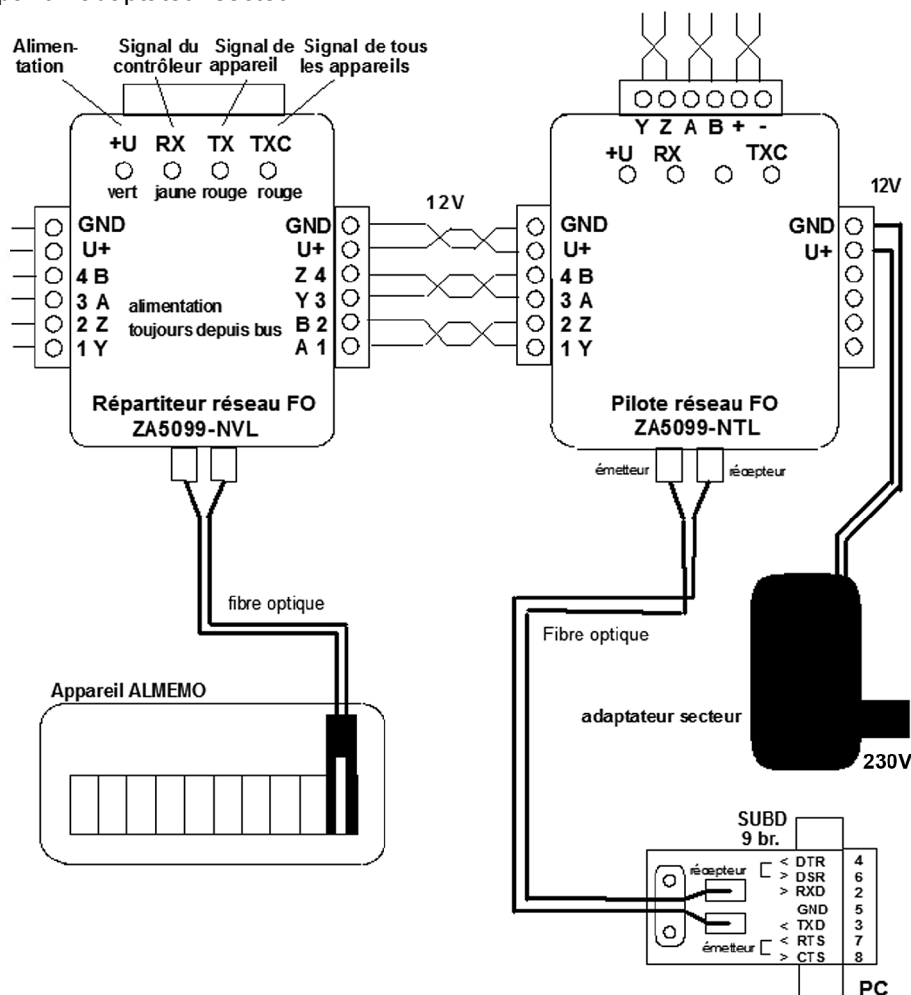 Alimen-
tation
Signal du
contrôleur
Signal de
appareil
Signal de tous
les appareils
+U RX TX TXC
vert jaune rouge rouge
GND
U+
4 B
3 A
2 Z
1 Y
alimentation
toujours depuis bus
GND
U+
Z 4
Y 3
B 2
A 1
Répartiteur réseau FO
ZA5099-NVL
12V
Y Z A B + -
+U RX TXC
GND
U+
4 B
3 A
2 Z
1 Y
GND
U+
12V
Pilote réseau FO
ZA5099-NTL
émetteur
récepteur
fibre optique
Fibre optique
Appareil ALMEMO
adaptateur secteur
230V
SUBD
9 br.
récepteur
émetteur
< DTR 4
> DSR 6
> RXD 2
GND 5
< TXD 3
< RTS 7
> CTS 8
PC